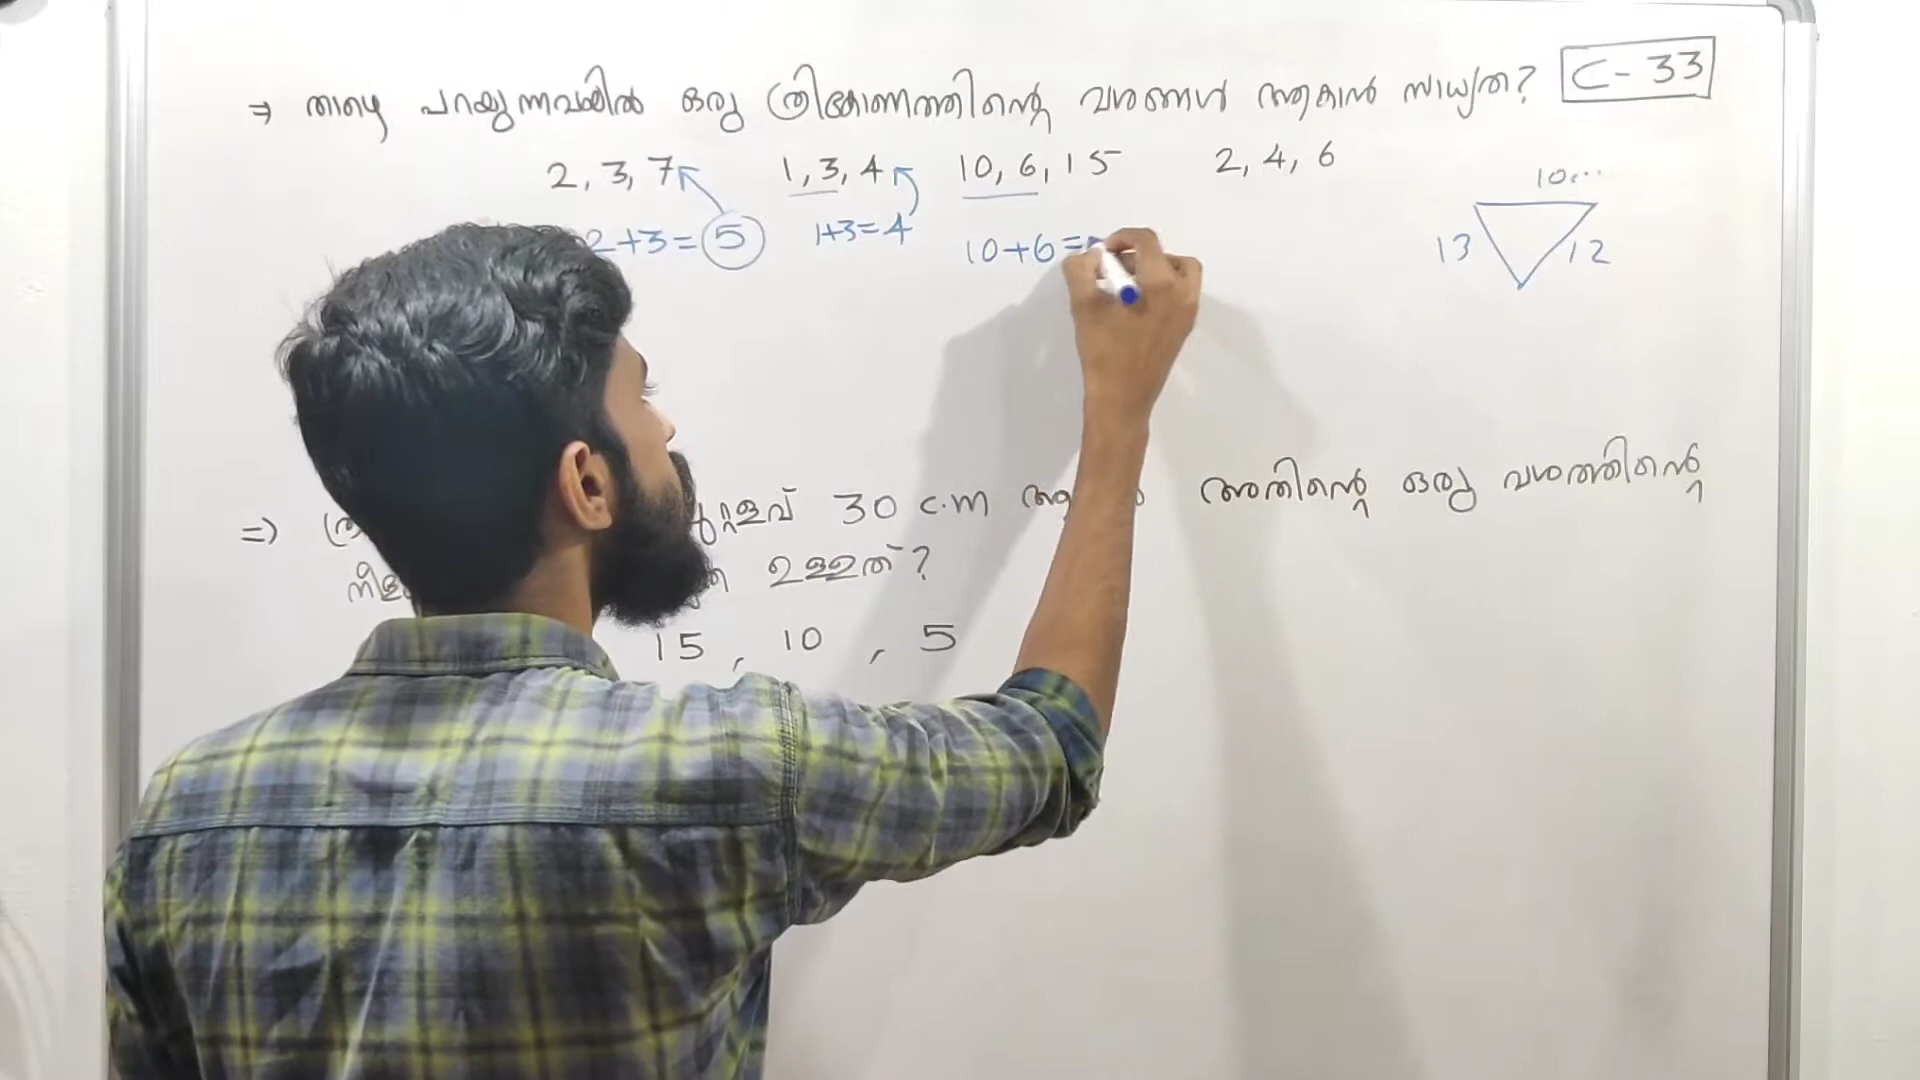 ⇒ താഴെ പറയുന്നവയിൽ ഒരു ത്രികോണത്തിന്റെ വശങ്ങൾ ആകാൻ സാധ്യത? C-33
2, 3, 7 1, 3, 4 10, 6, 15 2, 4, 6
2+3=5 1+3=4 10+6=
10...
13 12
⇒ ചുറ്റളവ് 30 c.m അതിന്റെ ഒരു വശത്തിന്റെ
ഉള്ളത്?
15, 10, 5